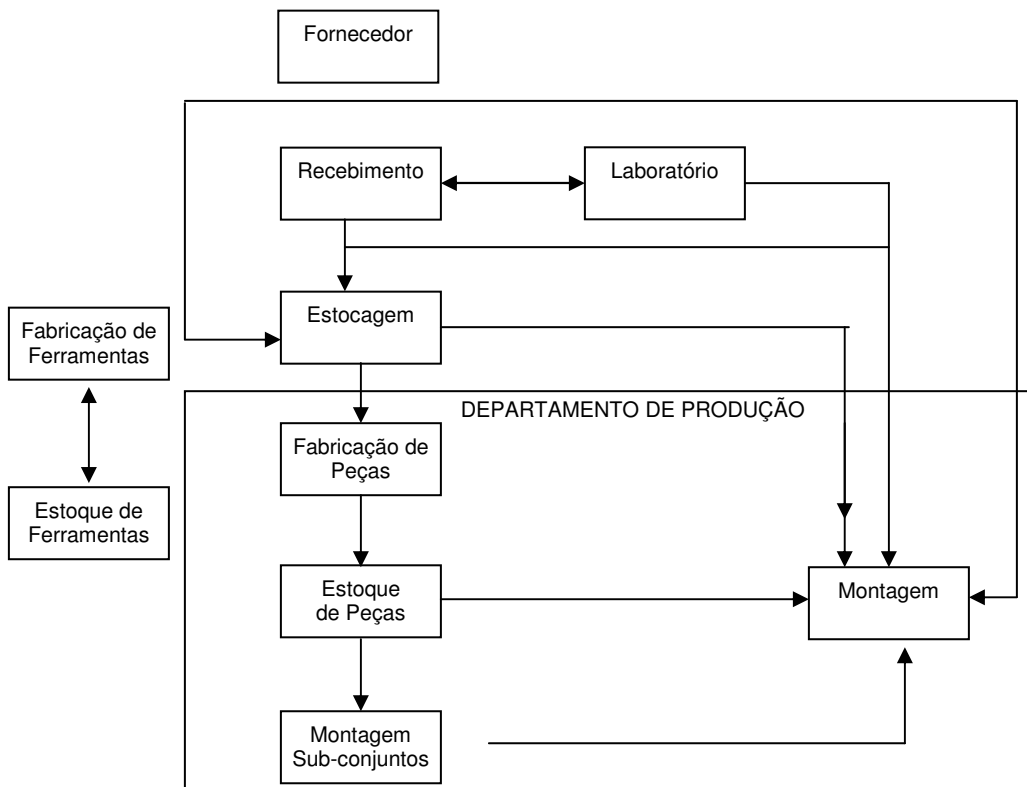 Fornecedor
Recebimento
Laboratório
Estocagem
Fabricação de
Ferramentas
DEPARTAMENTO DE PRODUÇÃO
Fabricação de
Peças
Estoque de
Ferramentas
Estoque
de Peças
Montagem
Montagem
Sub-conjuntos